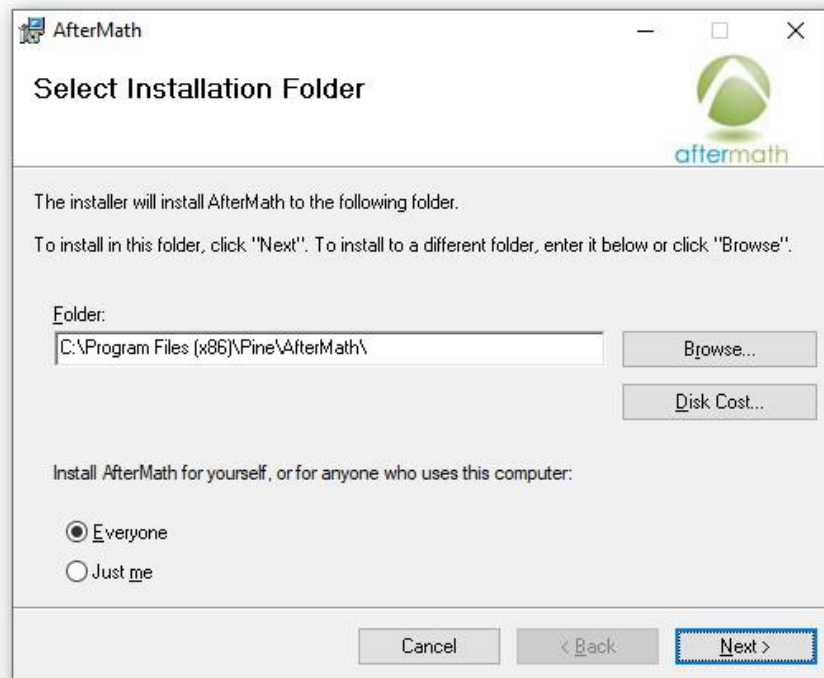 AfterMath
Select Installation Folder
aftermath
The installer will install AfterMath to the following folder.
To install in this folder, click "Next". To install to a different folder, enter it below or click "Browse".
Folder:
C:\Program Files (x86)\Pine\AfterMath\
Browse...
Disk Cost...
Install AfterMath for yourself, or for anyone who uses this computer:
Everyone
Just me
Cancel
< Back
Next >